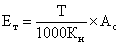 Eт = T / 1000Kн × Ac